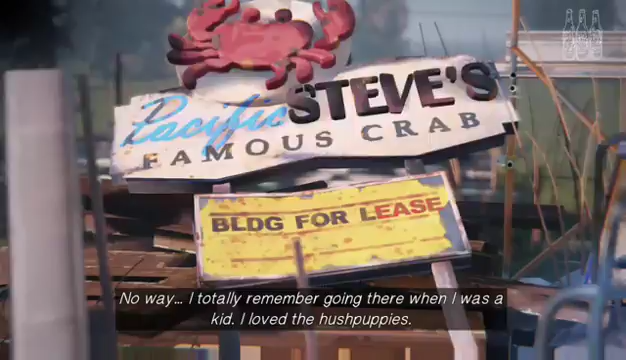 Pacific STEVE'S
FAMOUS CRAB
BLDG FOR LEASE
No way... I totally remember going there when I was a
kid. I loved the hushpuppies.